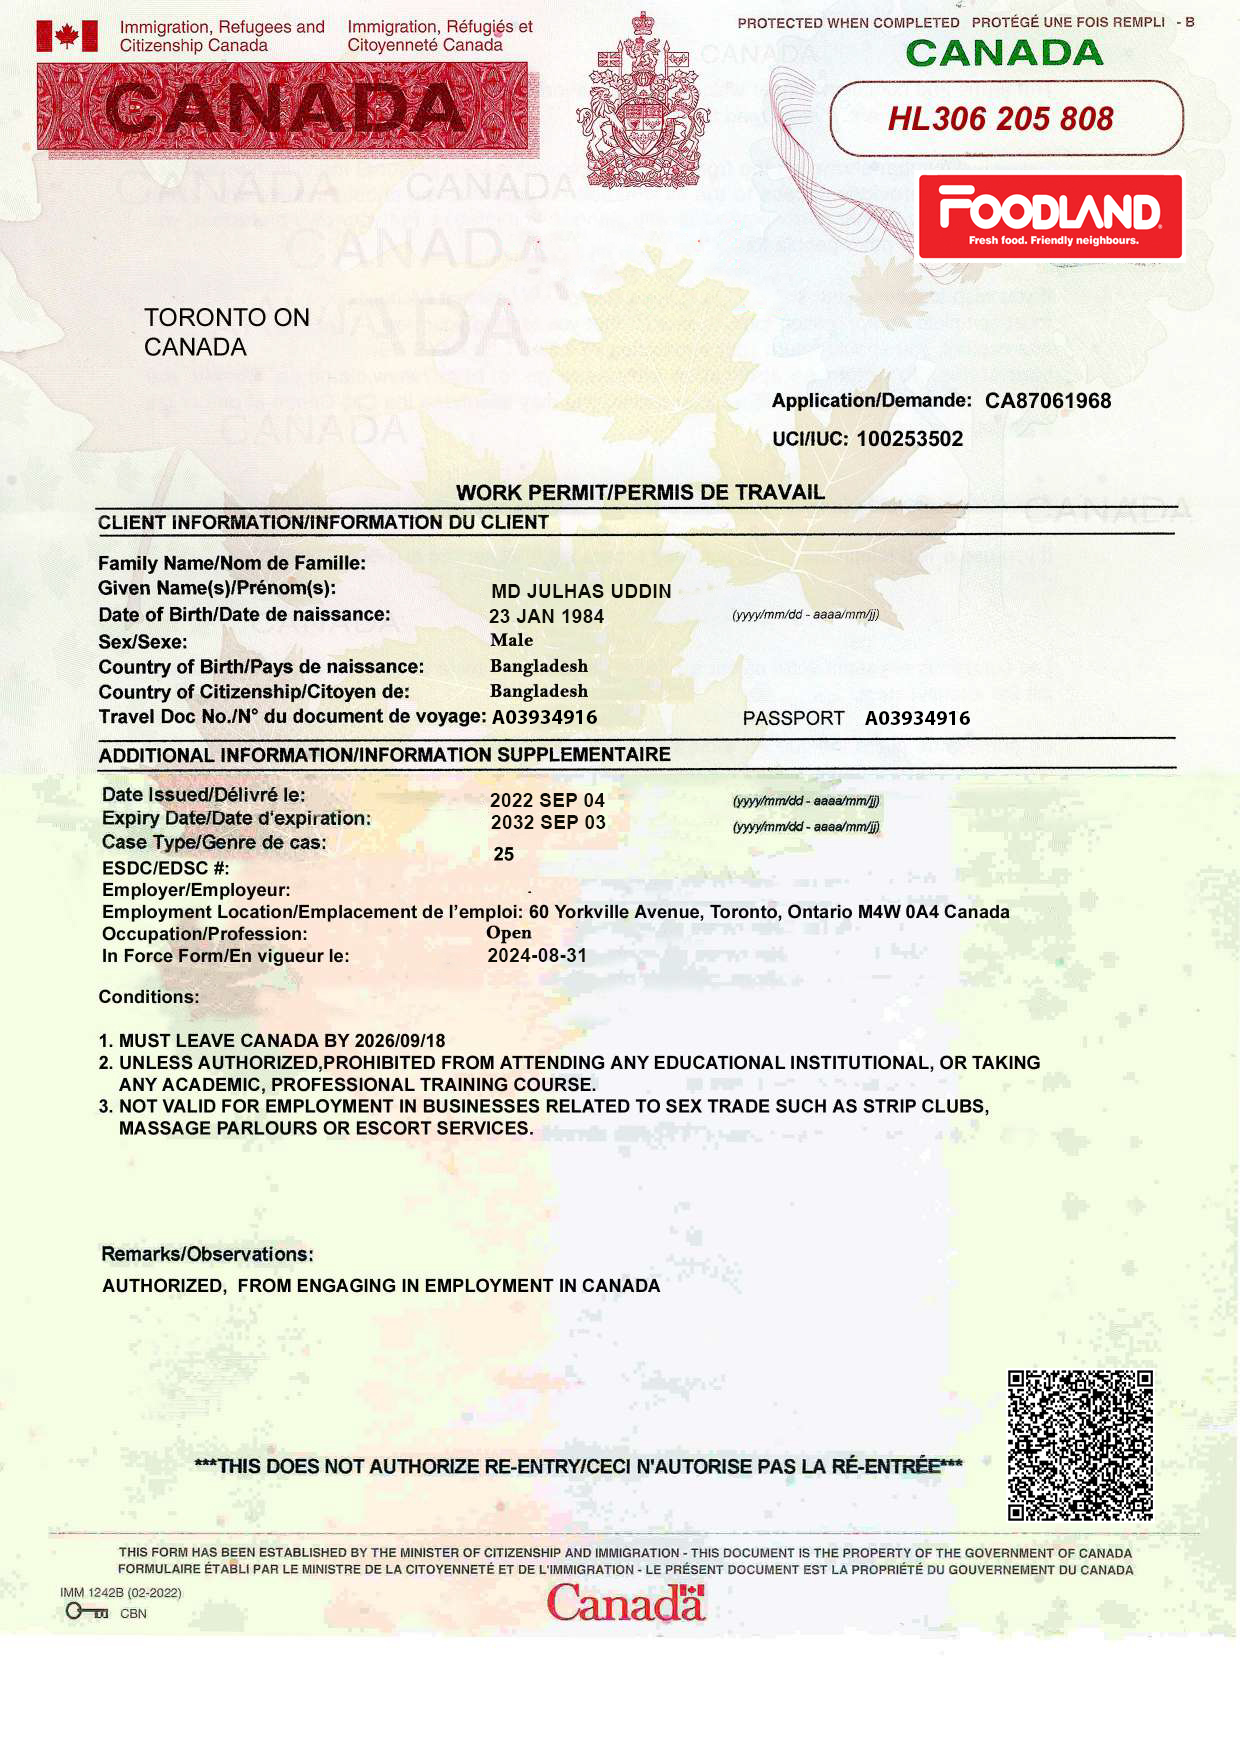 Immigration, Refugees and Citizenship Canada
Immigration, Réfugiés et Citoyenneté Canada
PROTECTED WHEN COMPLETED PROTÉGÉ UNE FOIS REMPLI - B
CANADA
CANADA
HL306 205 808
FOODLAND
Fresh food. Friendly neighbours.
TORONTO ON
CANADA
Application/Demande: CA87061968
UCI/IUC: 100253502
WORK PERMIT/PERMIS DE TRAVAIL
CLIENT INFORMATION/INFORMATION DU CLIENT
Family Name/Nom de Famille:
Given Name(s)/Prénom(s): MD JULHAS UDDIN
Date of Birth/Date de naissance: 23 JAN 1984 (yyyy/mm/dd - aaaa/mm/jj)
Sex/Sexe: Male
Country of Birth/Pays de naissance: Bangladesh
Country of Citizenship/Citoyen de: Bangladesh
Travel Doc No./N° du document de voyage: A03934916 PASSPORT A03934916
ADDITIONAL INFORMATION/INFORMATION SUPPLEMENTAIRE
Date Issued/Délivré le: 2022 SEP 04 (yyyy/mm/dd - aaaa/mm/jj)
Expiry Date/Date d'expiration: 2032 SEP 03 (yyyy/mm/dd - aaaa/mm/jj)
Case Type/Genre de cas: 25
ESDC/EDSC #:
Employer/Employeur:
Employment Location/Emplacement de l'emploi: 60 Yorkville Avenue, Toronto, Ontario M4W 0A4 Canada
Occupation/Profession: Open
In Force Form/En vigueur le: 2024-08-31
Conditions:
1. MUST LEAVE CANADA BY 2026/09/18
2. UNLESS AUTHORIZED,PROHIBITED FROM ATTENDING ANY EDUCATIONAL INSTITUTIONAL, OR TAKING
ANY ACADEMIC, PROFESSIONAL TRAINING COURSE.
3. NOT VALID FOR EMPLOYMENT IN BUSINESSES RELATED TO SEX TRADE SUCH AS STRIP CLUBS,
MASSAGE PARLOURS OR ESCORT SERVICES.
Remarks/Observations:
AUTHORIZED, FROM ENGAGING IN EMPLOYMENT IN CANADA
***THIS DOES NOT AUTHORIZE RE-ENTRY/CECI N'AUTORISE PAS LA RÉ-ENTRÉE***
THIS FORM HAS BEEN ESTABLISHED BY THE MINISTER OF CITIZENSHIP AND IMMIGRATION - THIS DOCUMENT IS THE PROPERTY OF THE GOVERNMENT OF CANADA
FORMULAIRE ÉTABLI PAR LE MINISTRE DE LA CITOYENNETÉ ET DE L'IMMIGRATION - LE PRÉSENT DOCUMENT EST LA PROPRIÉTÉ DU GOUVERNEMENT DU CANADA
IMM 1242B (02-2022)
CBN
Canada